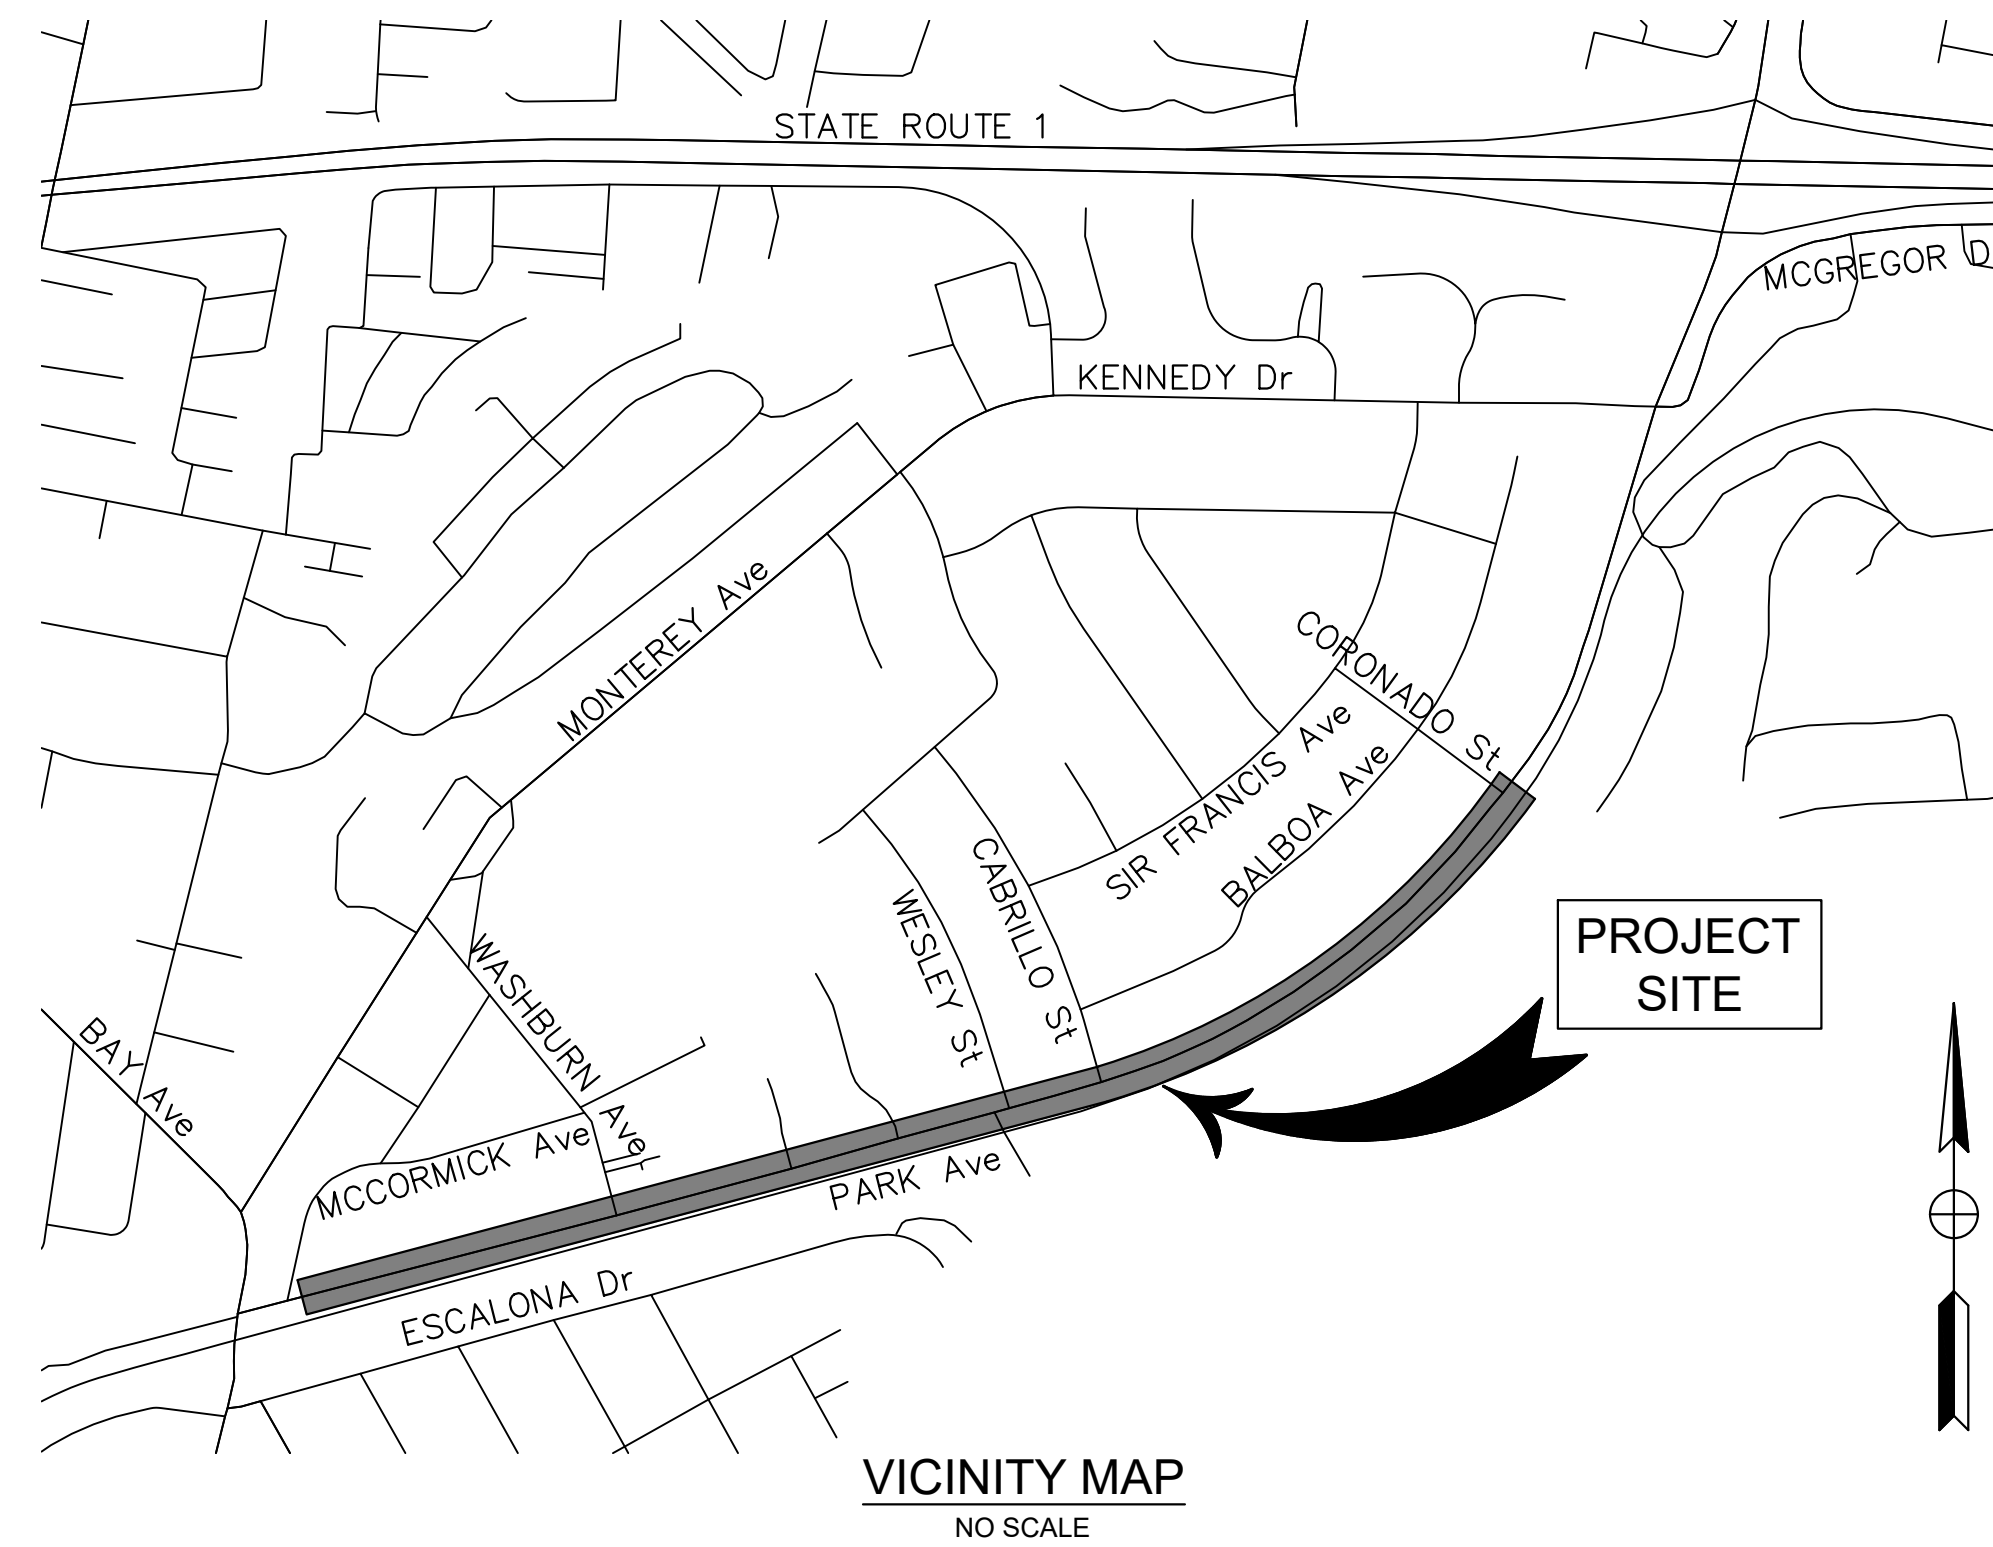 STATE ROUTE 1
MCGREGOR D
KENNEDY Dr
MONTEREY Ave
CORONADO St
SIR FRANCIS Ave
BALBOA Ave
CABRILLO St
WESLEY St
WASHBURN Ave
PROJECT
SITE
BAY Ave
MCCORMICK Ave
PARK Ave
ESCALONA Dr
VICINITY MAP
NO SCALE